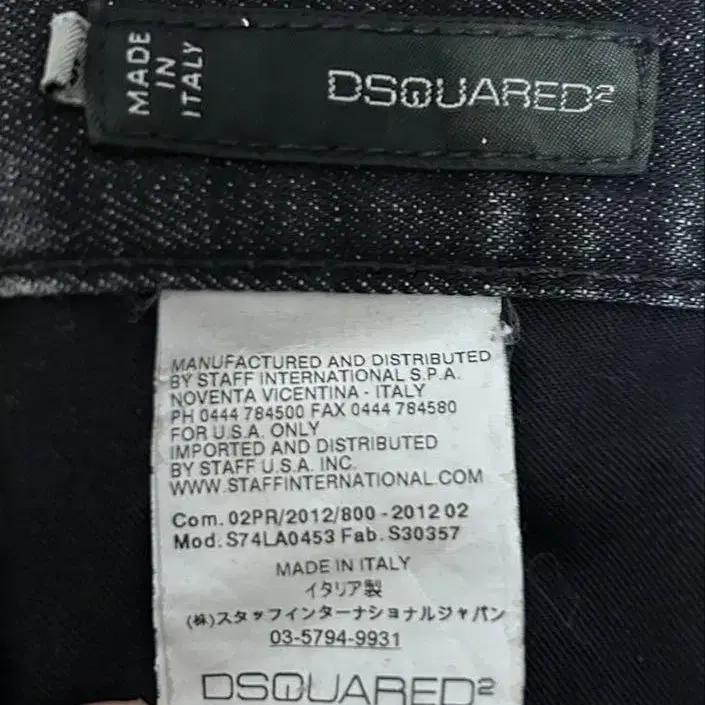 MADE
IN
ITALY
DSQUARED²
MANUFACTURED AND DISTRIBUTED
BY STAFF INTERNATIONAL S.P.A.
NOVENTA VICENTINA - ITALY
PH 0444 784500 FAX 0444 784580
FOR U.S.A. ONLY
IMPORTED AND DISTRIBUTED
BY STAFF U.S.A. INC.
WWW.STAFFINTERNATIONAL.COM
Com. 02PR/2012/800 - 2012 02
Mod. S74LA0453 Fab. S30357
MADE IN ITALY
イタリア製
(株)スタッフインターナショナルジャパン
03-5794-9931
DSQUARED²